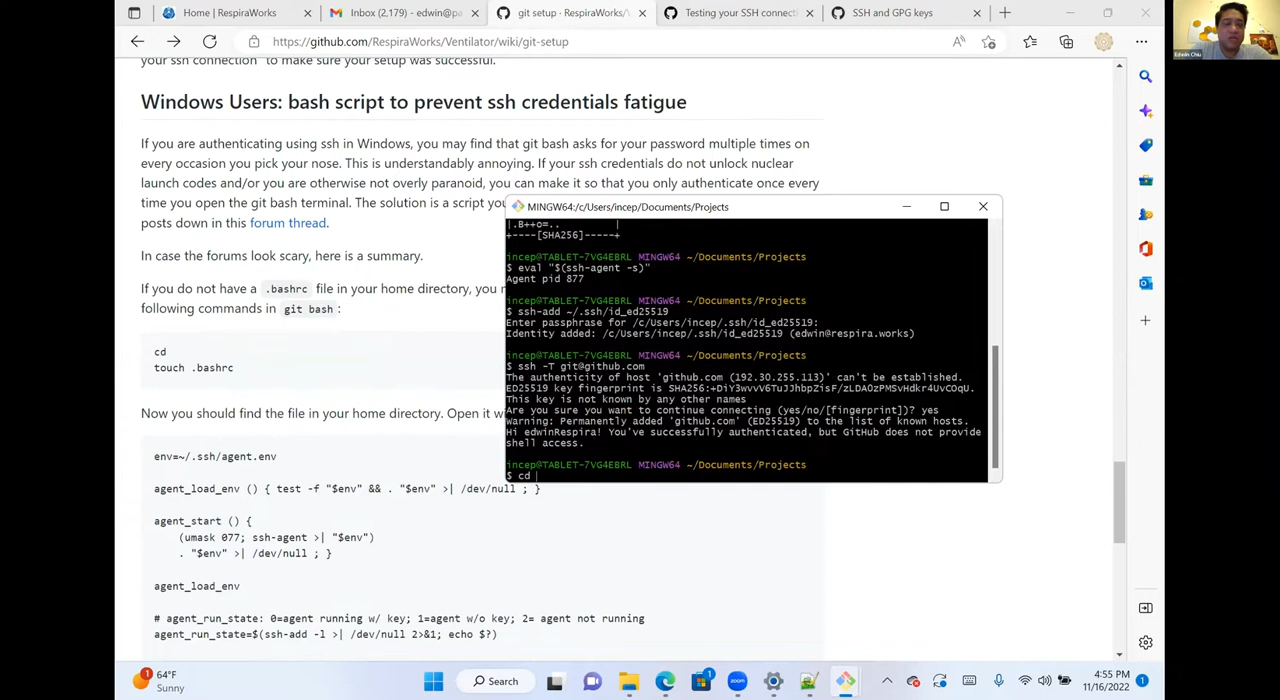 Home | RespiraWorks
Inbox (2,179) - edwin@pa
git setup · RespiraWorks/V
Testing your SSH connecti
SSH and GPG keys
https://github.com/RespiraWorks/Ventilator/wiki/git-setup
Edwin Chiu
your ssh connection" to make sure your setup was successful.
Windows Users: bash script to prevent ssh credentials fatigue
If you are authenticating using ssh in Windows, you may find that git bash asks for your password multiple times on
every occasion you pick your nose. This is understandably annoying. If your ssh credentials do not unlock nuclear
launch codes and/or you are otherwise not overly paranoid, you can make it so that you only authenticate once every
time you open the git bash terminal. The solution is a script you
posts down in this forum thread.
In case the forums look scary, here is a summary.
If you do not have a .bashrc file in your home directory, you
following commands in git bash :
cd
touch .bashrc
Now you should find the file in your home directory. Open it
env=~/.ssh/agent.env
agent_load_env () { test -f "$env" && . "$env" >| /dev/null ; }
agent_start () {
(umask 077; ssh-agent >| "$env")
. "$env" >| /dev/null ; }
agent_load_env
# agent_run_state: 0=agent running w/ key; 1=agent w/o key; 2= agent not running
agent_run_state=$(ssh-add -l >| /dev/null 2>&1; echo $?)
MINGW64:/c/Users/incep/Documents/Projects
|.B++o=.. |
+----[SHA256]-----+
incep@TABLET-7VG4EBRL MINGW64 ~/Documents/Projects
$ eval "$(ssh-agent -s)"
Agent pid 877
incep@TABLET-7VG4EBRL MINGW64 ~/Documents/Projects
$ ssh-add ~/.ssh/id_ed25519
Enter passphrase for /c/Users/incep/.ssh/id_ed25519:
Identity added: /c/Users/incep/.ssh/id_ed25519 (edwin@respira.works)
incep@TABLET-7VG4EBRL MINGW64 ~/Documents/Projects
$ ssh -T git@github.com
The authenticity of host 'github.com (192.30.255.113)' can't be established.
ED25519 key fingerprint is SHA256:+DiY3wvvV6TuJJhbpZisF/zLDA0zPMSvHdkr4UvCOqU.
This key is not known by any other names
Are you sure you want to continue connecting (yes/no/[fingerprint])? yes
Warning: Permanently added 'github.com' (ED25519) to the list of known hosts.
Hi edwinRespira! You've successfully authenticated, but GitHub does not provide
shell access.
incep@TABLET-7VG4EBRL MINGW64 ~/Documents/Projects
$ cd
1
64°F
Sunny
Search
1
4:55 PM
11/16/2022
1